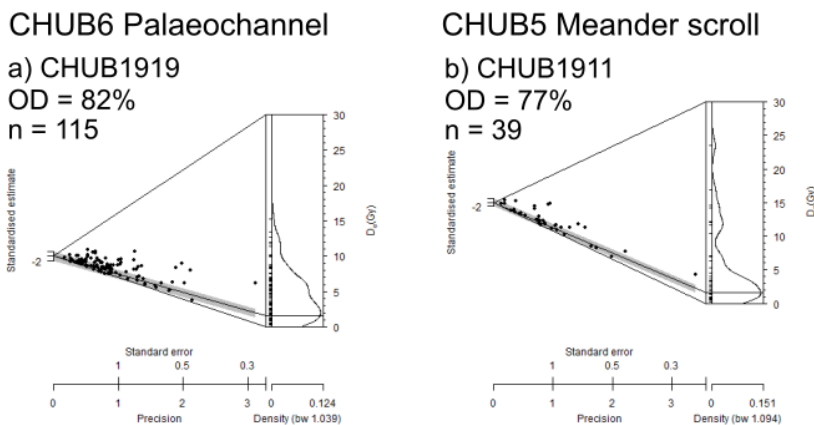 CHUB6 Palaeochannel
a) CHUB1919
OD = 82%
n = 115
Standardised estimate
-2
30
25
20
15
10
5
0
Dₑ(Gy)
Standard error
1 0.5 0.3
0 1 2 3
Precision
0 0.124
Density (bw 1.039)
CHUB5 Meander scroll
b) CHUB1911
OD = 77%
n = 39
Standardised estimate
-2
30
25
20
15
10
5
0
D (Gy)
Standard error
1 0.5 0.3
0 1 2 3
Precision
0 0.151
Density (bw 1.094)